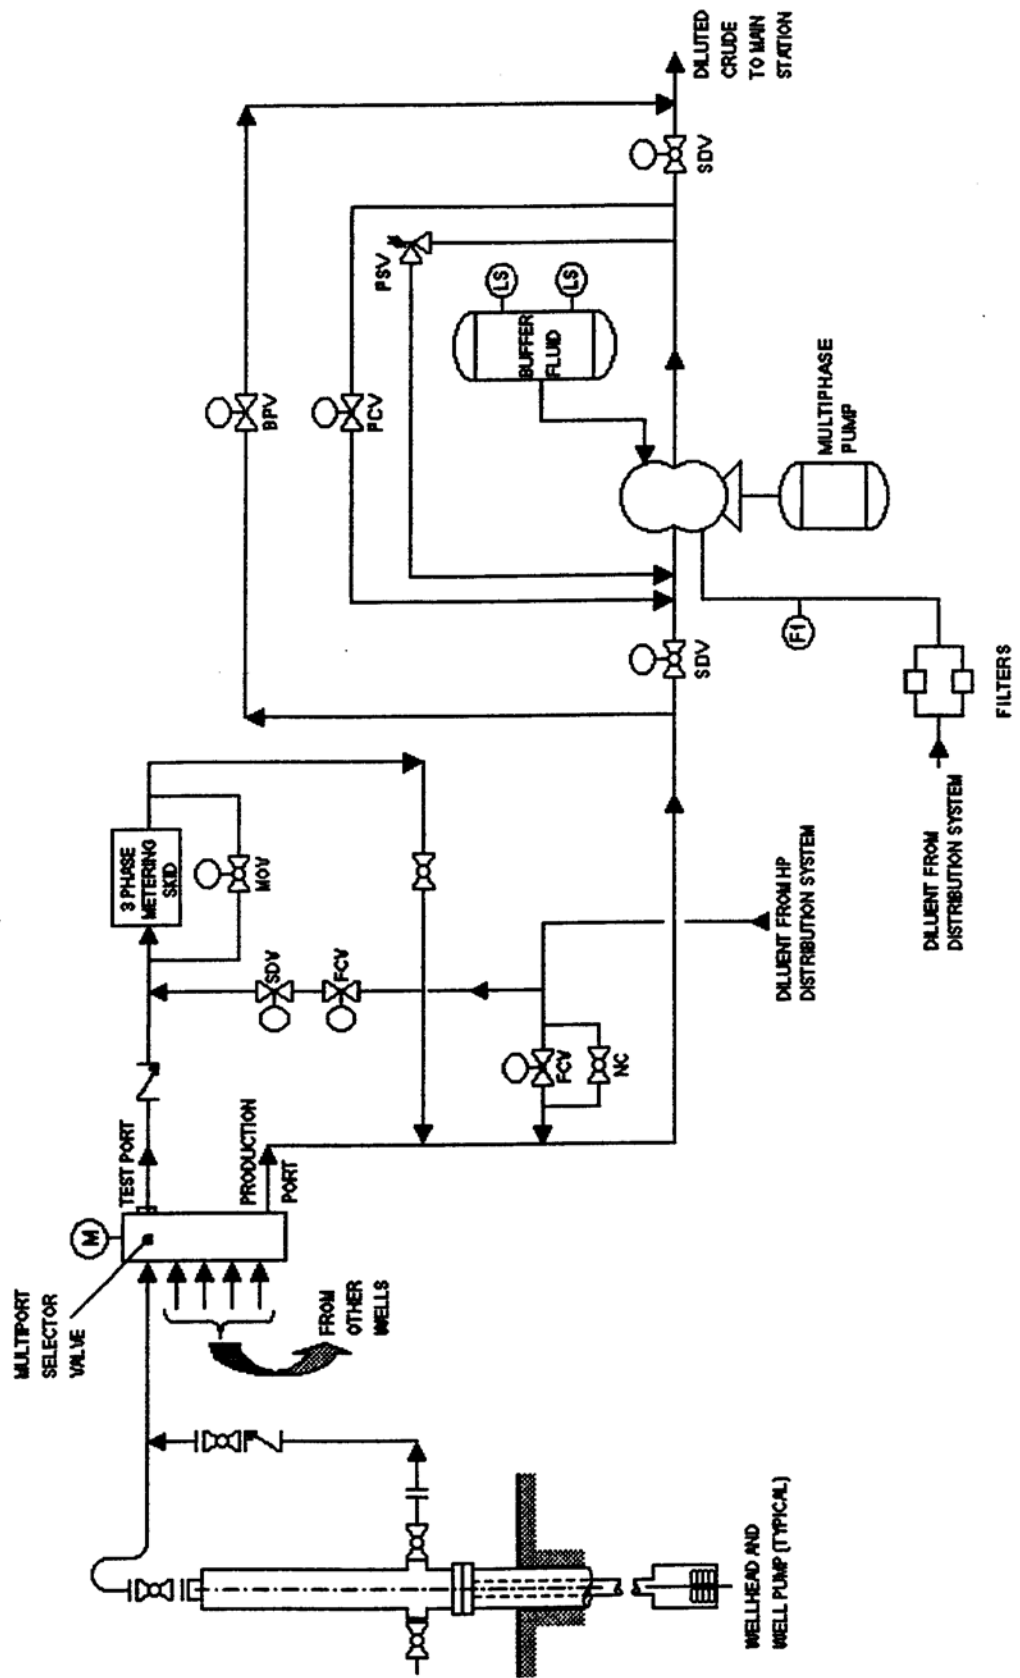 MULTIPORT
SELECTOR
VALVE
M
TEST PORT
PRODUCTION
PORT
FROM
OTHER
WELLS
WELLHEAD AND
WELL PUMP (TYPICAL)
3 PHASE
METERING
SKID
MOV
SDV
FCV
FCV
NC
DILUENT FROM HP
DISTRIBUTION SYSTEM
BPV
PCV
PSV
LS
LS
BUFFER
FLUID
SDV
SDV
MULTIPHASE
PUMP
FI
FILTERS
DILUENT FROM
DISTRIBUTION SYSTEM
DILUTED
CRUDE
TO MAIN
STATION